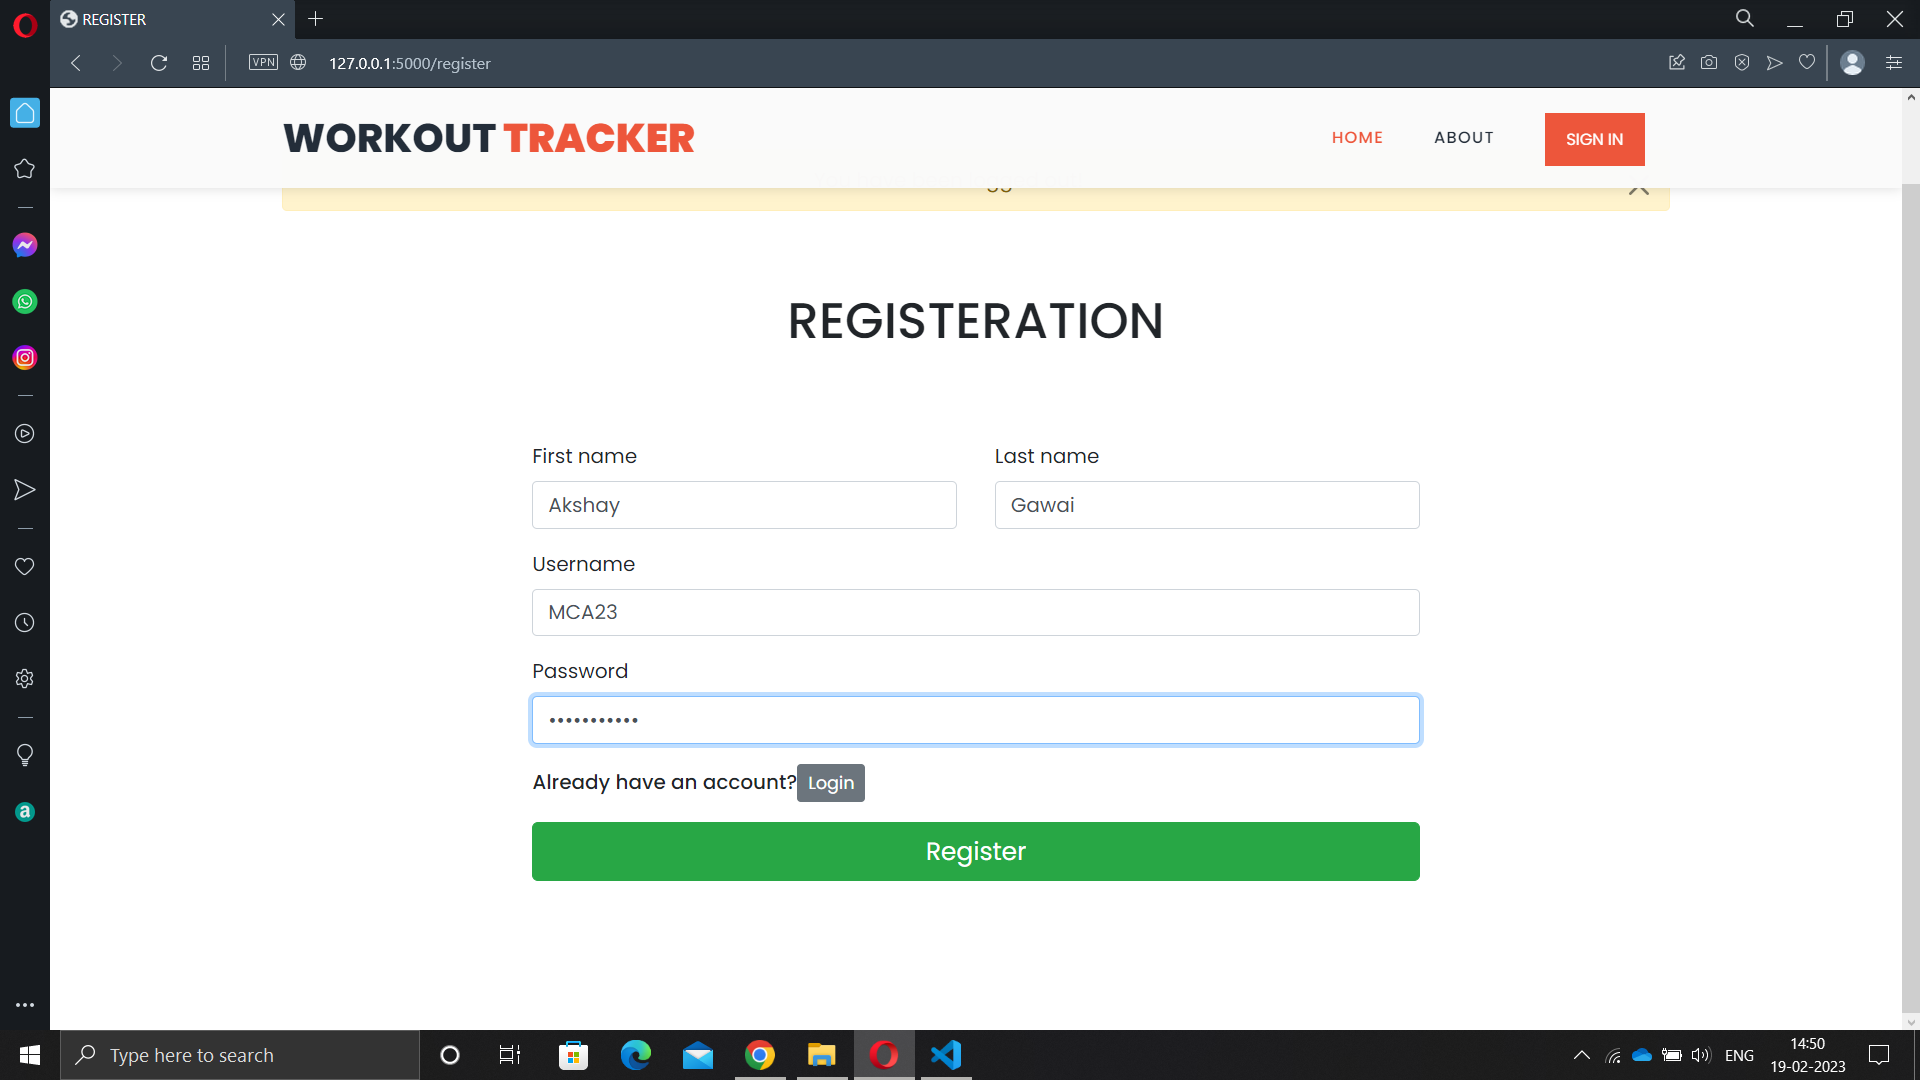 REGISTER
VPN
127.0.0.1:5000/register
WORKOUT TRACKER
HOME
ABOUT
SIGN IN
REGISTERATION
First name
Last name
Akshay
Gawai
Username
MCA23
Password
•••••••••••
Already have an account? Login
Register
Type here to search
ENG
14:50
19-02-2023